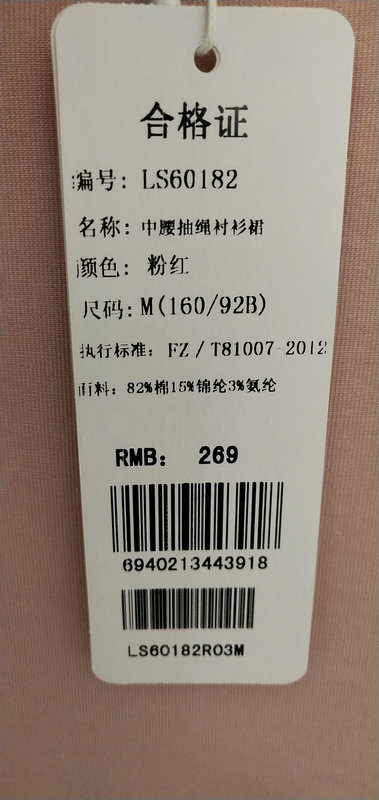 合格证
编号: LS60182
名称: 中腰抽绳衬衫裙
颜色: 粉红
尺码: M(160/92B)
执行标准: FZ/T81007-2012
面料: 82%棉15%锦纶3%氨纶
RMB: 269
6940213443918
LS60182R03M